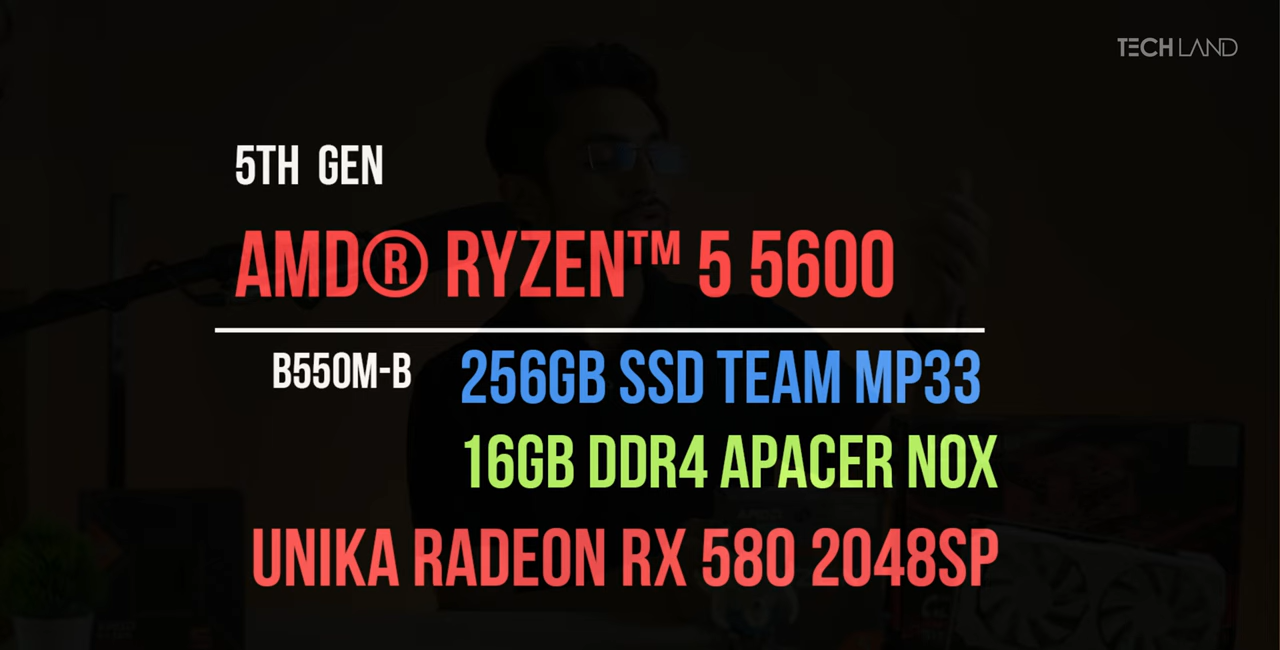 TECH LAND
5TH GEN
AMD® RYZEN™ 5 5600
B550M-B
256GB SSD TEAM MP33
16GB DDR4 APACER NOX
UNIKA RADEON RX 580 2048SP